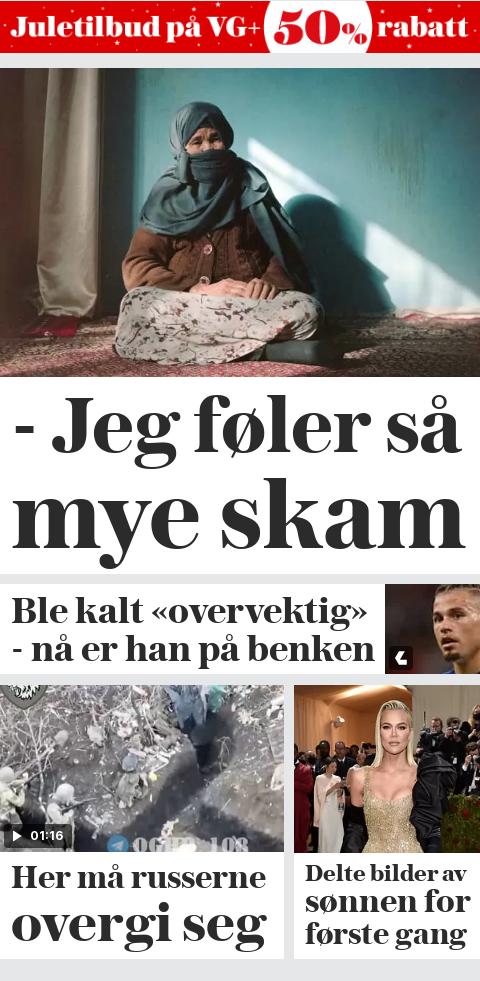 Juletilbud på VG+ 50% rabatt
- Jeg føler så
mye skam
Ble kalt «overvektig»
- nå er han på benken
01:16
Her må russerne
overgi seg
Delte bilder av
sønnen for
første gang